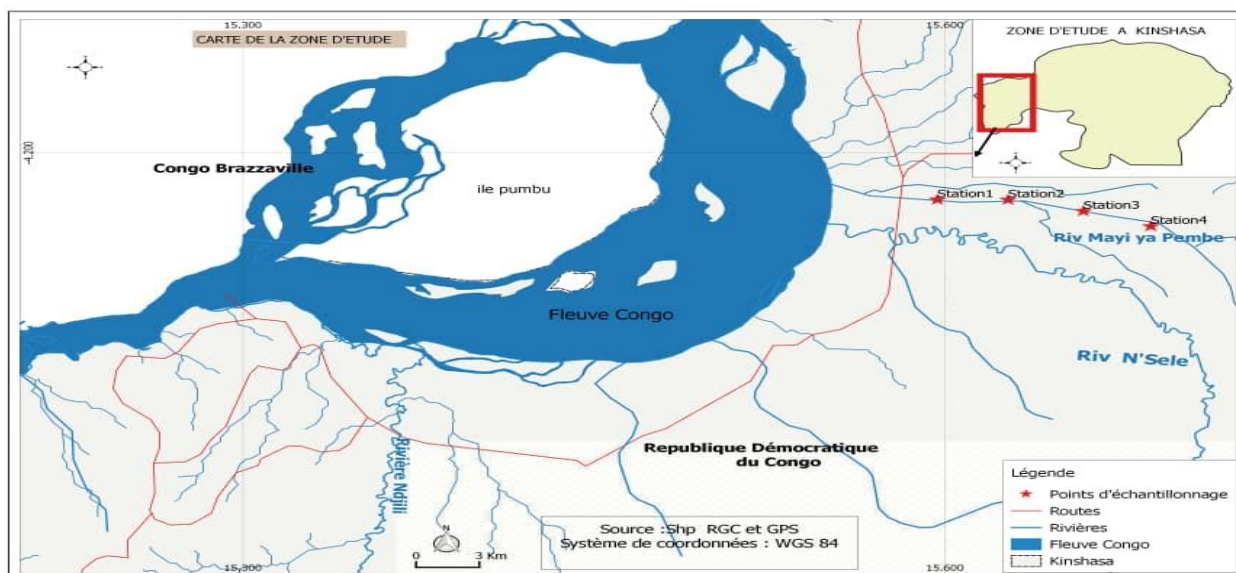 15.300
15.600
CARTE DE LA ZONE D'ETUDE
ZONE D'ETUDE A KINSHASA
-4.200
Congo Brazzaville
ile pumbu
Station1
Station2
Station3
Station4
Riv Mayi ya Pembe
Fleuve Congo
Riv N'Sele
Republique Démocratique
du Congo
Rivière Ndjili
Légende
Points d'échantillonnage
Routes
Rivières
Fleuve Congo
Kinshasa
N
0 3 Km
Source :Shp RGC et GPS
Système de coordonnées : WGS 84
15.300
15.600